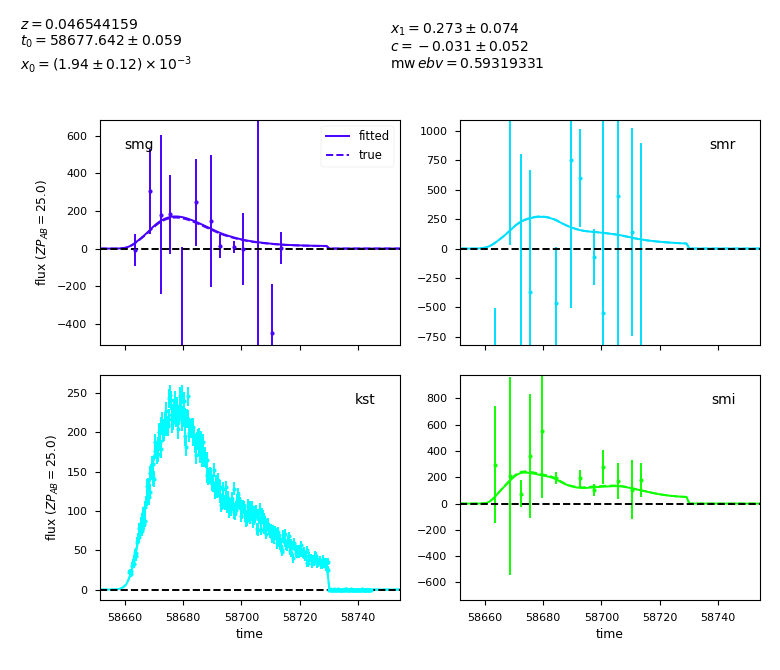 z = 0.046544159
t₀ = 58677.642 ± 0.059
x₀ = (1.94 ± 0.12) × 10⁻³
x₁ = 0.273 ± 0.074
c = −0.031 ± 0.052
mw ebv = 0.59319331
smg
fitted
true
600
400
200
0
−200
−400
flux (ZP_AB = 25.0)
smr
1000
750
500
250
0
−250
−500
−750
kst
250
200
150
100
50
0
flux (ZP_AB = 25.0)
58660 58680 58700 58720 58740
time
smi
800
600
400
200
0
−200
−400
−600
58660 58680 58700 58720 58740
time